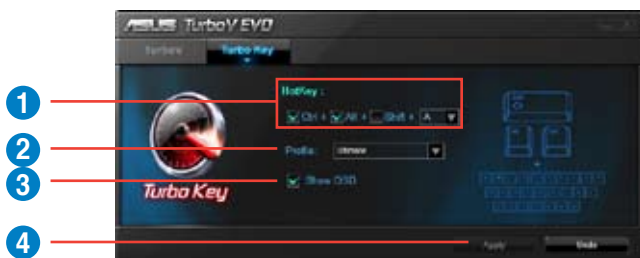 ASUS TurboV EVO
Turbo Key
HotKey :
1
Ctrl + Alt + Shift + A
2
Profile:
3
Show OSD
Turbo Key
4
Apply
Undo